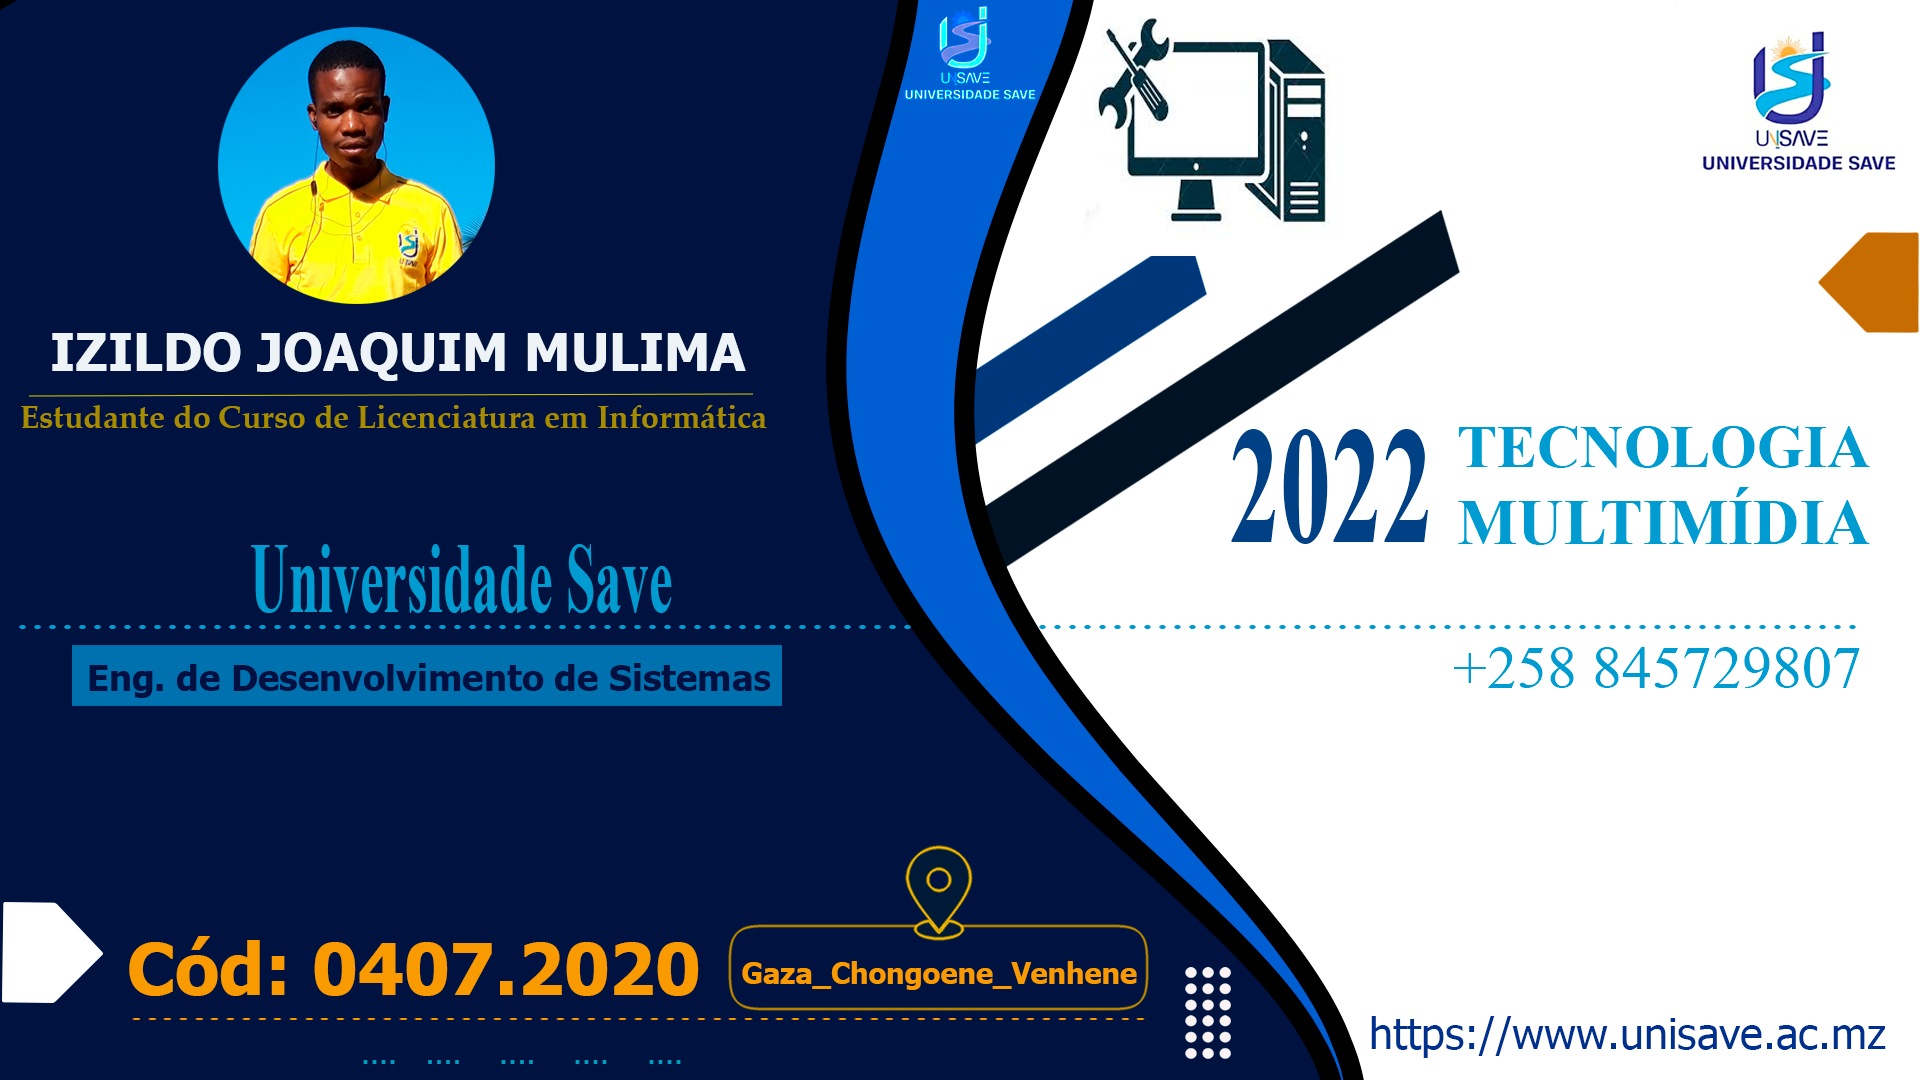 UNISAVE
UNIVERSIDADE SAVE
UNISAVE
UNIVERSIDADE SAVE
IZILDO JOAQUIM MULIMA
Estudante do Curso de Licenciatura em Informática
2022
TECNOLOGIA
MULTIMÍDIA
Universidade Save
Eng. de Desenvolvimento de Sistemas
+258 845729807
Cód: 0407.2020
Gaza_Chongoene_Venhene
https://www.unisave.ac.mz